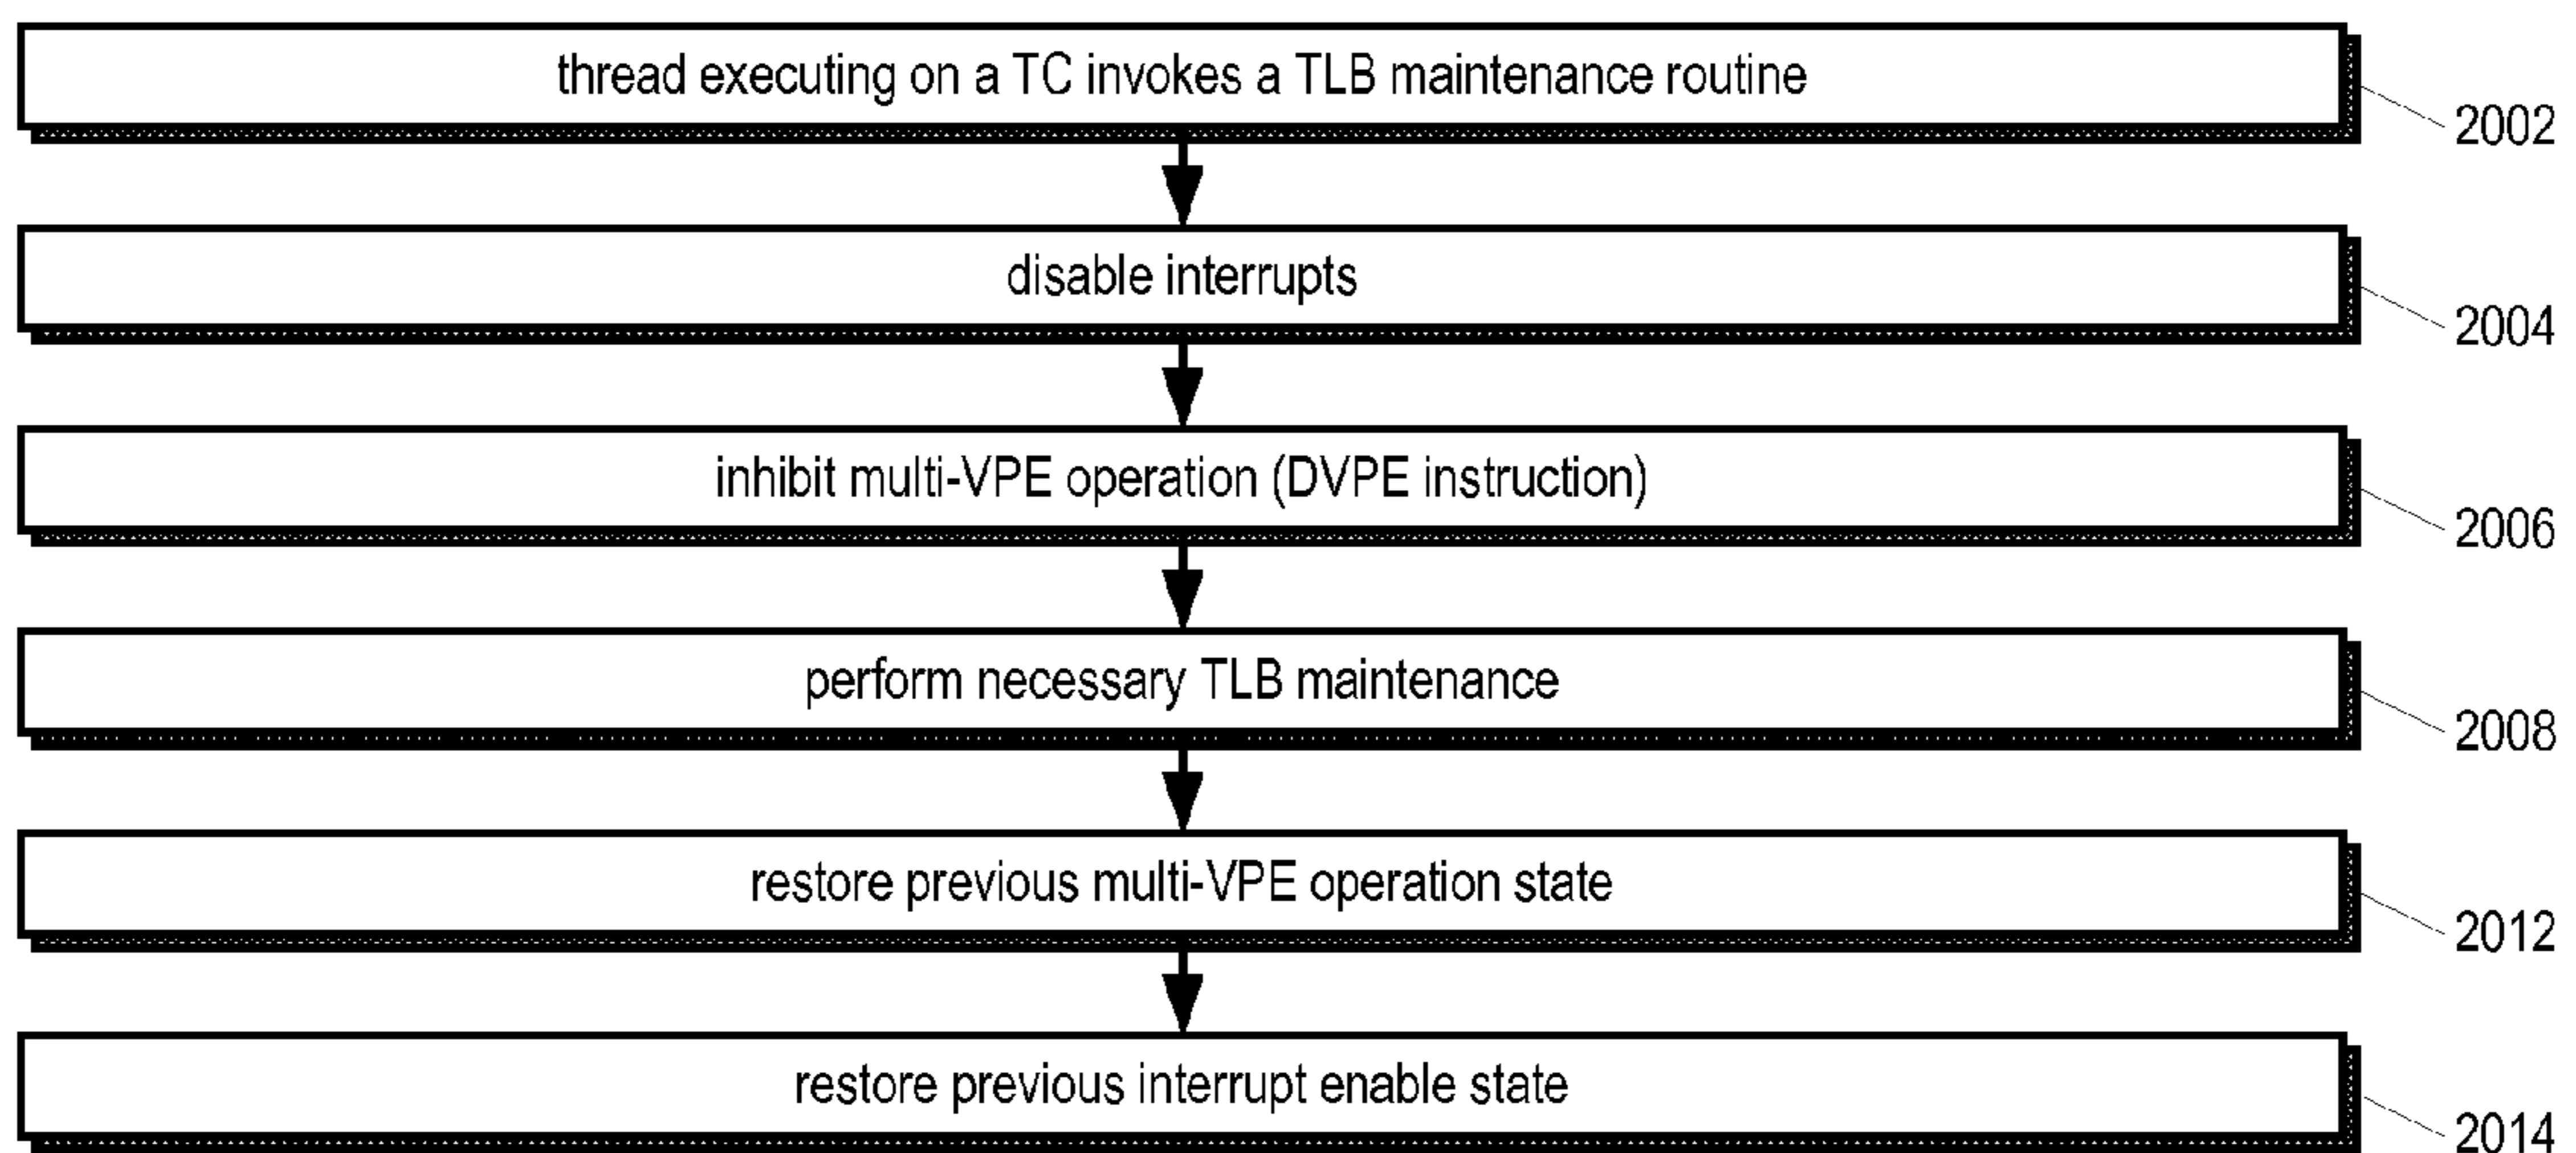 thread executing on a TC invokes a TLB maintenance routine
2002
disable interrupts
2004
inhibit multi-VPE operation (DVPE instruction)
2006
perform necessary TLB maintenance
2008
restore previous multi-VPE operation state
2012
restore previous interrupt enable state
2014